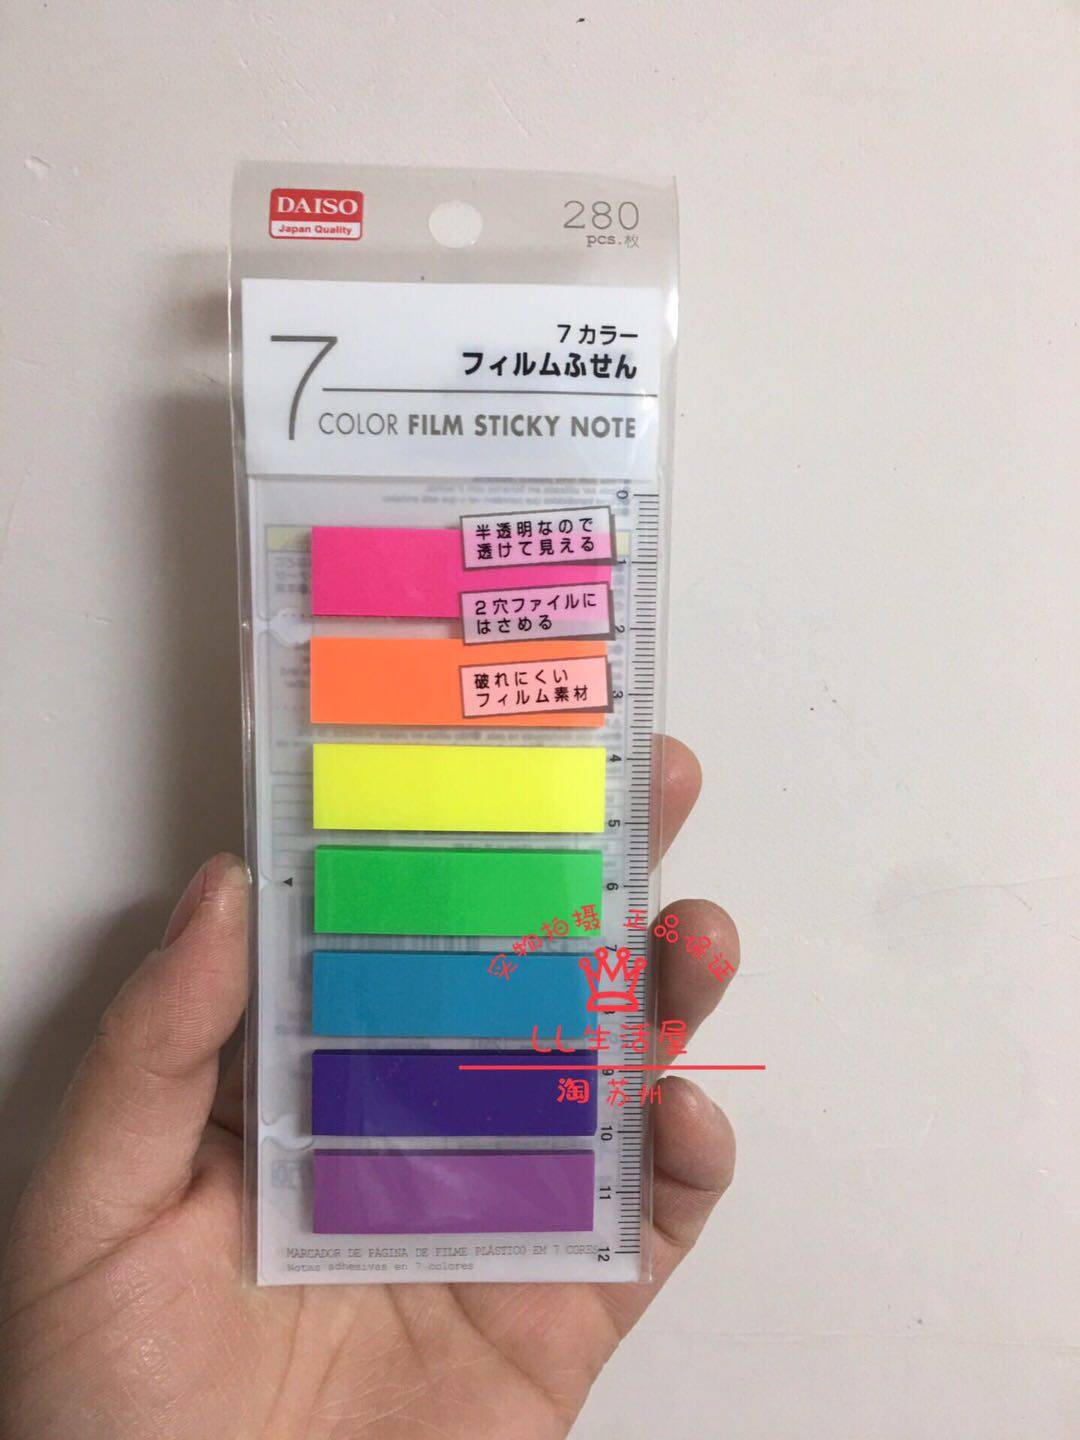 DAISO
Japan Quality
280
pcs.枚
7カラー
フィルムふせん
7
COLOR FILM STICKY NOTE
0
半透明なので
透けて見える
1
2穴ファイルに
はさめる
2
破れにくい
フィルム素材
3
4
5
6
实物拍摄 正品保证
7
8
LL生活屋
9
淘 苏州
10
11
12
MARCADOR DE PÁGINA DE FILME PLÁSTICO EM 7 CORES
Notas adhesivas en 7 colores